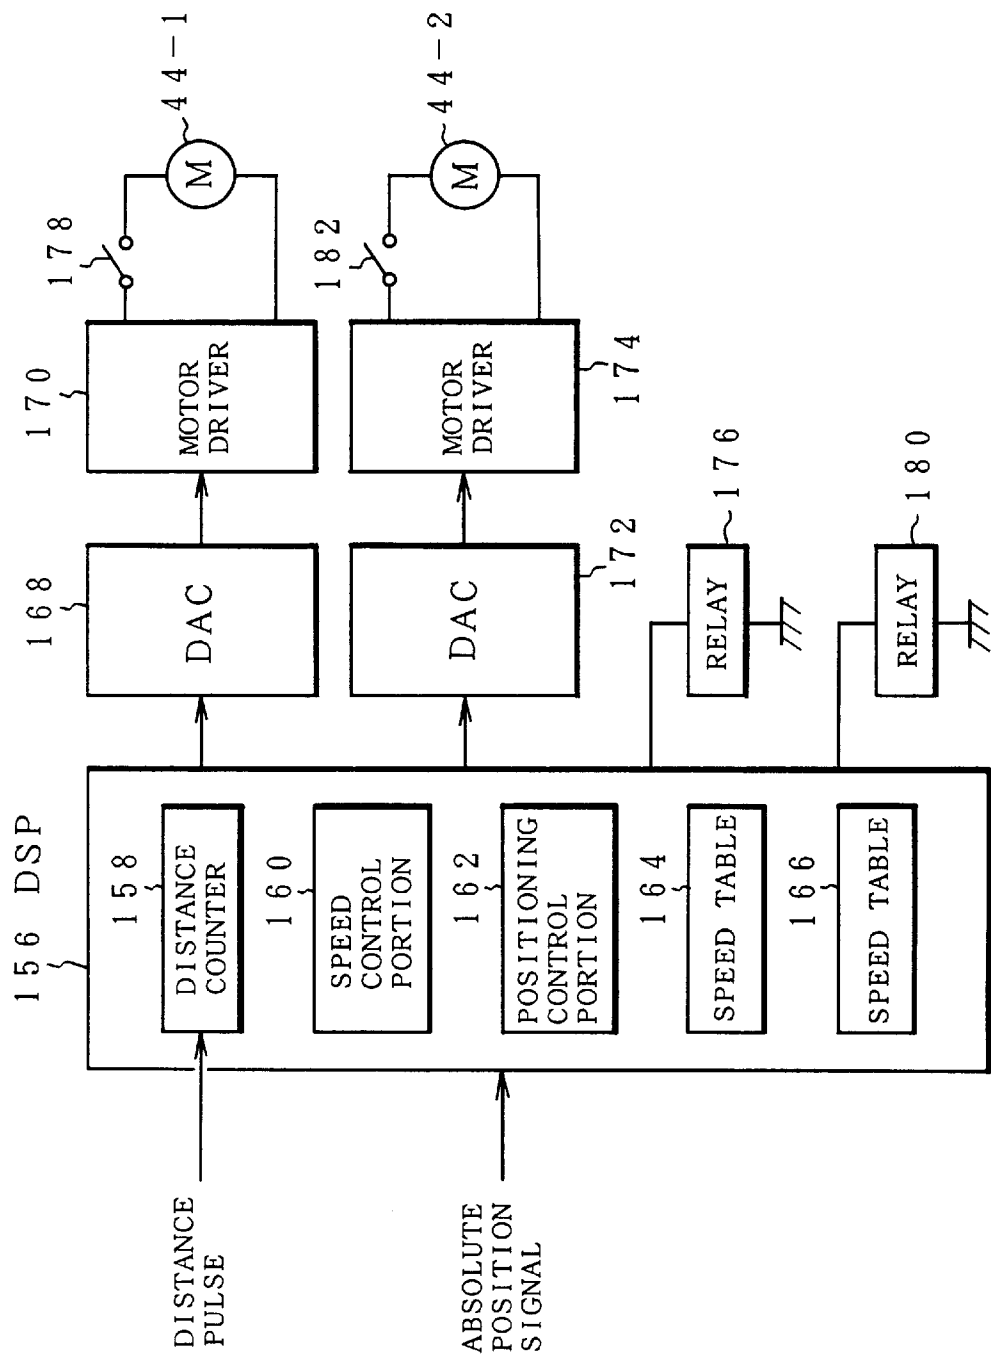 156 DSP
158
DISTANCE
COUNTER
160
SPEED
CONTROL
PORTION
162
POSITIONING
CONTROL
PORTION
164
SPEED TABLE
166
SPEED TABLE
DISTANCE
PULSE
ABSOLUTE
POSITION
SIGNAL
168
DAC
170
MOTOR
DRIVER
178
M
44-1
172
DAC
174
MOTOR
DRIVER
182
M
44-2
176
RELAY
180
RELAY